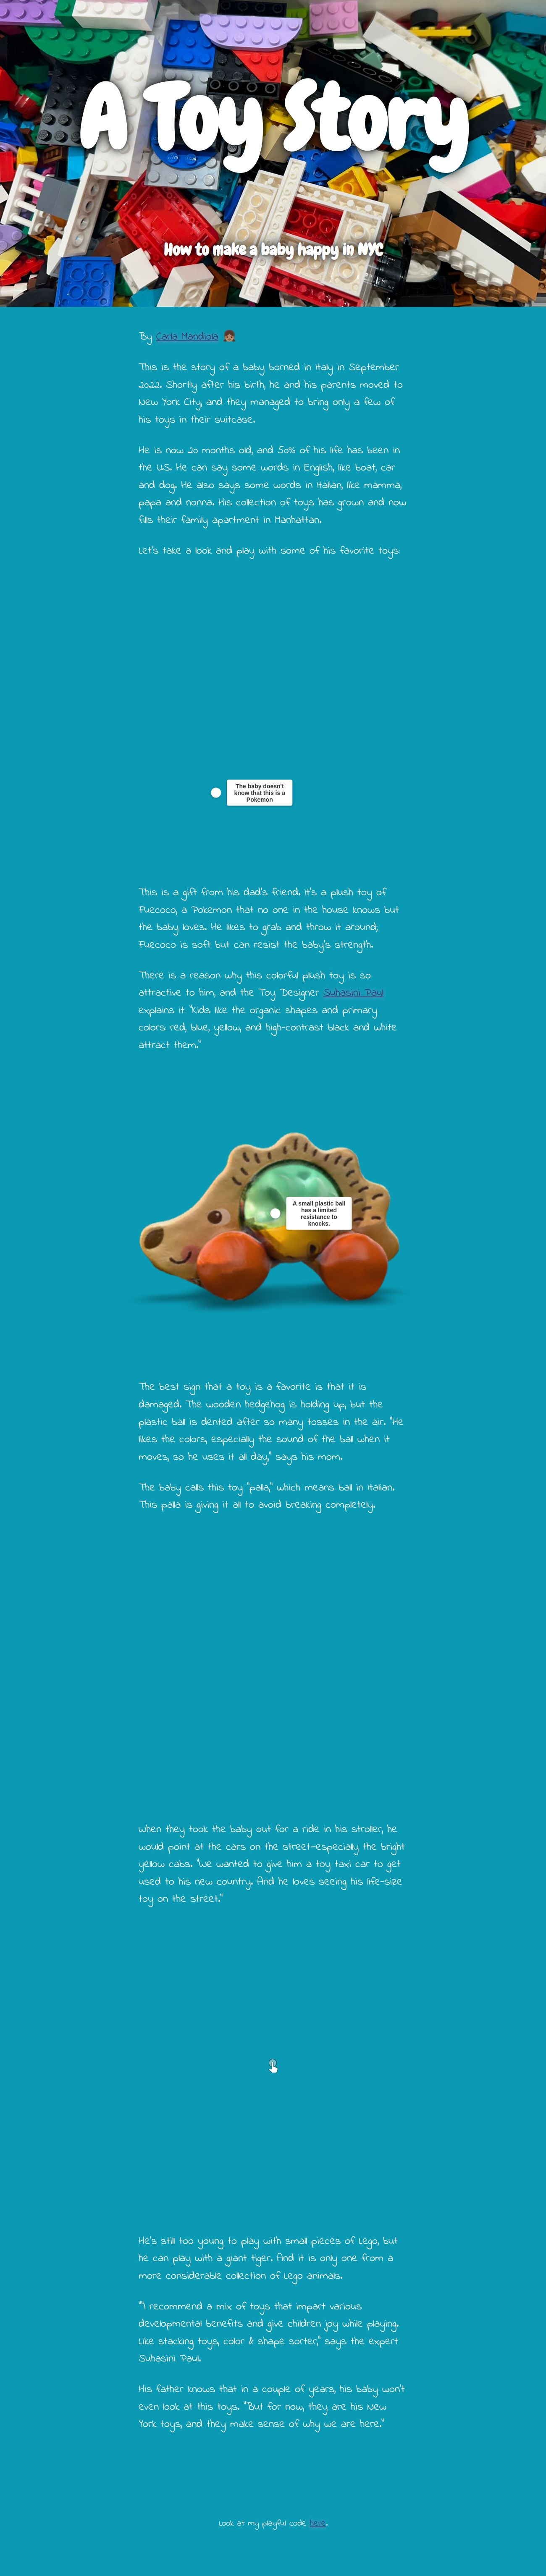 A Toy Story
How to make a baby happy in NYC
By Carla Mandiola
This is the story of a baby borned in Italy in September
2022. Shortly after his birth, he and his parents moved to
New York City, and they managed to bring only a few of
his toys in their suitcase.
He is now 20 months old, and 50% of his life has been in
the US. He can say some words in English, like boat, car
and dog. He also says some words in Italian, like mamma,
papa and nonna. His collection of toys has grown and now
fills their family apartment in Manhattan.
Let's take a look and play with some of his favorite toys:
The baby doesn't
know that this is a
Pokemon
This is a gift from his dad's friend. It's a plush toy of
Fuecoco, a Pokemon that no one in the house knows but
the baby loves. He likes to grab and throw it around;
Fuecoco is soft but can resist the baby's strength.
There is a reason why this colorful plush toy is so
attractive to him, and the Toy Designer Suhasini Paul
explains it: "Kids like the organic shapes and primary
colors: red, blue, yellow, and high-contrast black and white
attract them."
A small plastic ball
has a limited
resistance to
knocks.
The best sign that a toy is a favorite is that it is
damaged. The wooden hedgehog is holding up, but the
plastic ball is dented after so many tosses in the air. "He
likes the colors, especially the sound of the ball when it
moves, so he uses it all day," says his mom.
The baby calls this toy "palla," which means ball in Italian.
This palla is giving it all to avoid breaking completely.
When they took the baby out for a ride in his stroller, he
would point at the cars on the street—especially the bright
yellow cabs. "We wanted to give him a toy taxi car to get
used to his new country. And he loves seeing his life-size
toy on the street."
He's still too young to play with small pieces of Lego, but
he can play with a giant tiger. And it is only one from a
more considerable collection of Lego animals.
""I recommend a mix of toys that impart various
developmental benefits and give children joy while playing.
Like stacking toys, color & shape sorter," says the expert
Suhasini Paul.
His father knows that in a couple of years, his baby won't
even look at this toys. "But for now, they are his New
York toys, and they make sense of why we are here."
Look at my playful code here.